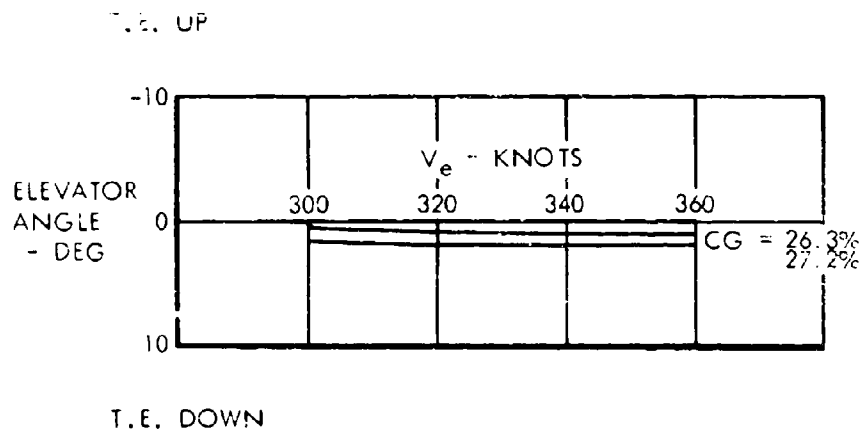 T.E. UP
-10
Ve - KNOTS
ELEVATOR
ANGLE
- DEG
300 320 340 360
0
CG = 26.3%
27.2%
10
T.E. DOWN